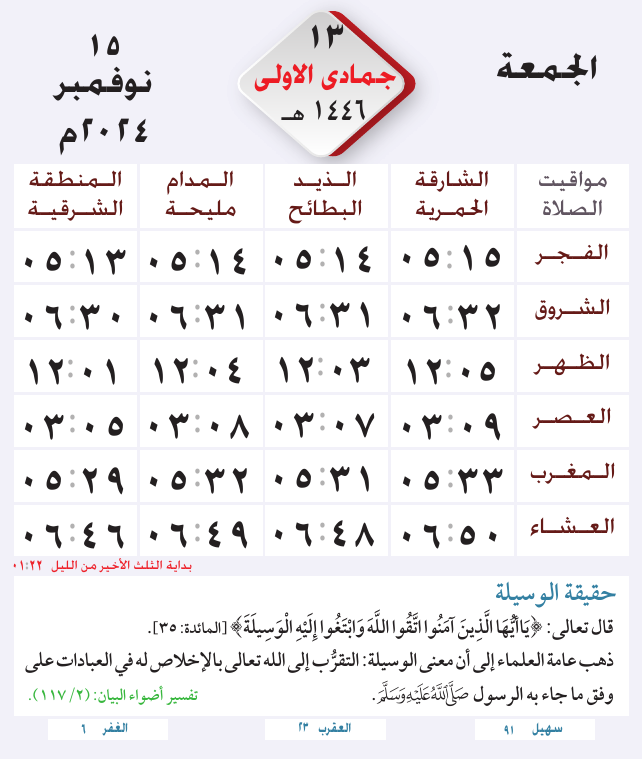 الجمعة
١٣
جمادى الاولى
١٤٤٦ هـ
١٥
نوفمبر
٢٠٢٤م
مواقيت الصلاة | الشارقة الحمرية | الذيد البطائح | المدام مليحة | المنطقة الشرقية
الفجر ٠٥:١٥ ٠٥:١٤ ٠٥:١٤ ٠٥:١٣
الشروق ٠٦:٣٢ ٠٦:٣١ ٠٦:٣١ ٠٦:٣٠
الظهر ١٢:٠٥ ١٢:٠٣ ١٢:٠٤ ١٢:٠١
العصر ٠٣:٠٩ ٠٣:٠٧ ٠٣:٠٨ ٠٣:٠٥
المغرب ٠٥:٣٣ ٠٥:٣١ ٠٥:٣٢ ٠٥:٢٩
العشاء ٠٦:٥٠ ٠٦:٤٨ ٠٦:٤٩ ٠٦:٤٦
بداية الثلث الأخير من الليل ٠١:٢٢
حقيقة الوسيلة
قال تعالى: ﴿يَاأَيُّهَا الَّذِينَ آمَنُوا اتَّقُوا اللَّهَ وَابْتَغُوا إِلَيْهِ الْوَسِيلَةَ﴾ [المائدة: ٣٥].
ذهب عامة العلماء إلى أن معنى الوسيلة: التقرُّب إلى الله تعالى بالإخلاص له في العبادات على
وفق ما جاء به الرسول صَلَّى اللَّهُ عَلَيْهِ وَسَلَّمَ. تفسير أضواء البيان: (٢/ ١١٧).
سهيل ٩١ العقرب ٢٣ الغفر ٦